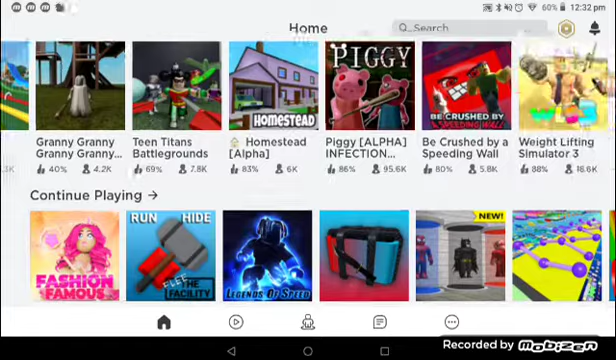 60% 12:32 pm
Home
Search
PIGGY
HOMESTEAD
BE CRUSHED BY
A SPEEDING WALL
Granny Granny
Granny Granny...
Teen Titans
Battlegrounds
Homestead
[Alpha]
Piggy [ALPHA]
INFECTION...
Be Crushed by a
Speeding Wall
Weight Lifting
Simulator 3
40% 4.2K
69% 7.8K
83% 6K
86% 95.6K
80% 5.8K
88% 16.6K
Continue Playing →
RUN HIDE
NEW!
FLEE
THE
FACILITY
FASHION
FAMOUS
LEGENDS OF SPEED
Recorded by Mobizen